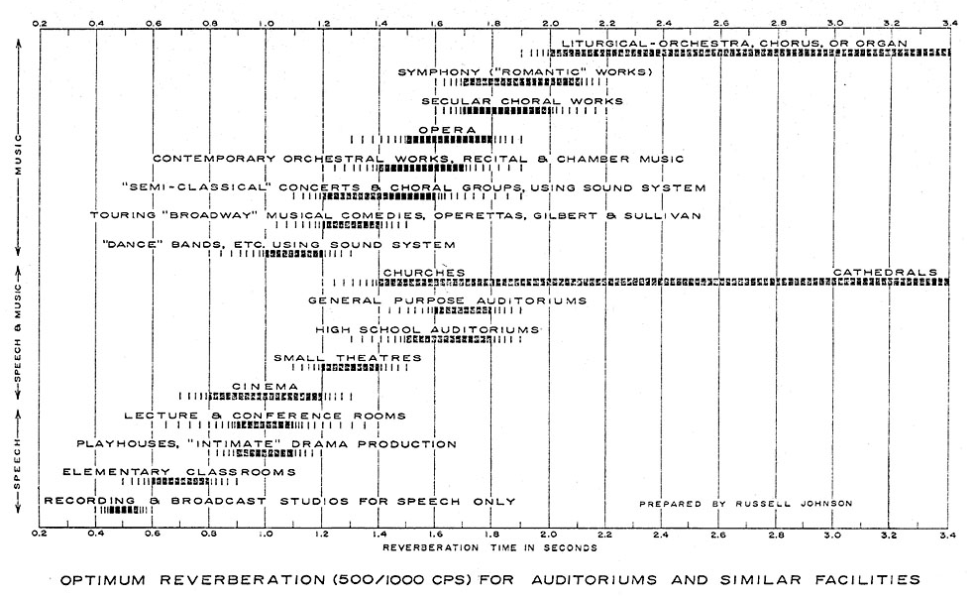 0.2 0.4 0.6 0.8 1.0 1.2 1.4 1.6 1.8 2.0 2.2 2.4 2.6 2.8 3.0 3.2 3.4
LITURGICAL-ORCHESTRA, CHORUS, OR ORGAN
SYMPHONY ("ROMANTIC" WORKS)
SECULAR CHORAL WORKS
OPERA
CONTEMPORARY ORCHESTRAL WORKS, RECITAL & CHAMBER MUSIC
"SEMI-CLASSICAL" CONCERTS & CHORAL GROUPS, USING SOUND SYSTEM
TOURING "BROADWAY" MUSICAL COMEDIES, OPERETTAS, GILBERT & SULLIVAN
"DANCE" BANDS, ETC. USING SOUND SYSTEM
MUSIC
CHURCHES CATHEDRALS
GENERAL PURPOSE AUDITORIUMS
HIGH SCHOOL AUDITORIUMS
SMALL THEATRES
CINEMA
SPEECH & MUSIC
LECTURE & CONFERENCE ROOMS
PLAYHOUSES, "INTIMATE" DRAMA PRODUCTION
ELEMENTARY CLASSROOMS
RECORDING & BROADCAST STUDIOS FOR SPEECH ONLY
SPEECH
PREPARED BY RUSSELL JOHNSON
0.2 0.4 0.6 0.8 1.0 1.2 1.4 1.6 1.8 2.0 2.2 2.4 2.6 2.8 3.0 3.2 3.4
REVERBERATION TIME IN SECONDS
OPTIMUM REVERBERATION (500/1000 CPS) FOR AUDITORIUMS AND SIMILAR FACILITIES